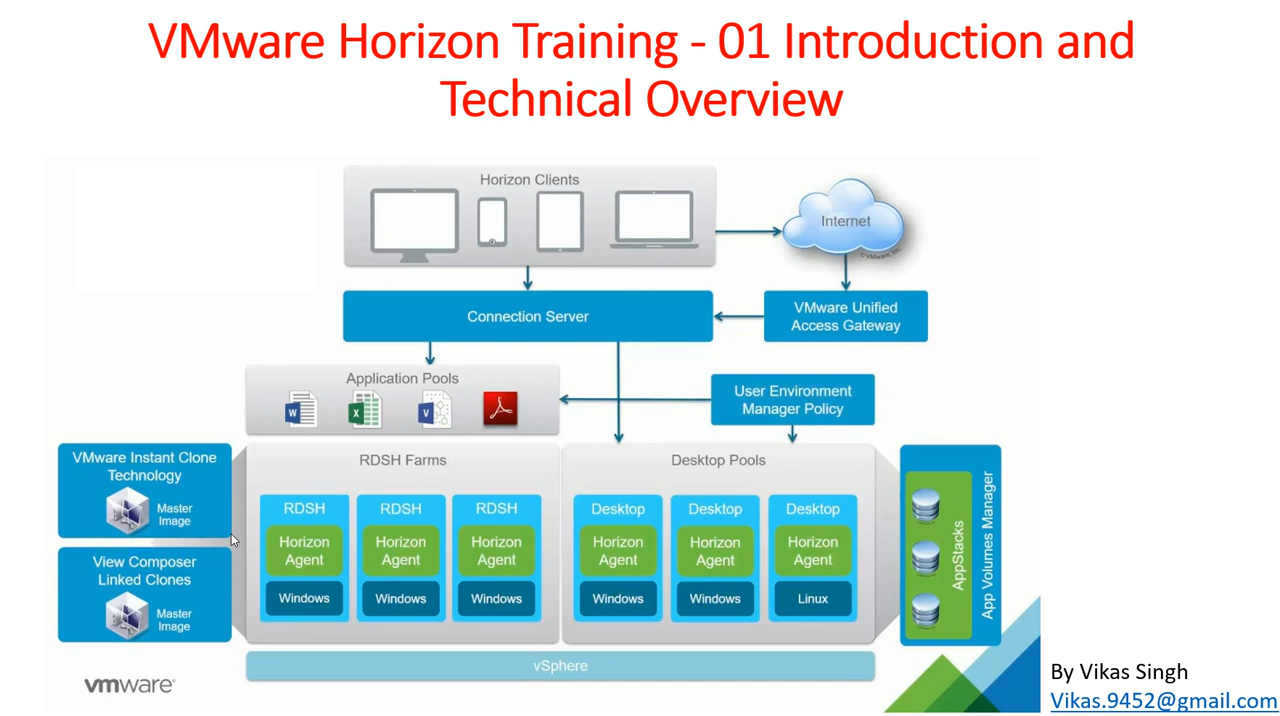 VMware Horizon Training - 01 Introduction and
Technical Overview
Horizon Clients
Internet
© VMware, Inc.
Connection Server
VMware Unified
Access Gateway
Application Pools
W
X
V
User Environment
Manager Policy
VMware Instant Clone
Technology
Master
Image
View Composer
Linked Clones
Master
Image
RDSH Farms
RDSH
Horizon
Agent
Windows
RDSH
Horizon
Agent
Windows
RDSH
Horizon
Agent
Windows
Desktop Pools
Desktop
Horizon
Agent
Windows
Desktop
Horizon
Agent
Windows
Desktop
Horizon
Agent
Linux
AppStacks
App Volumes Manager
vSphere
vmware®
By Vikas Singh
Vikas.9452@gmail.com